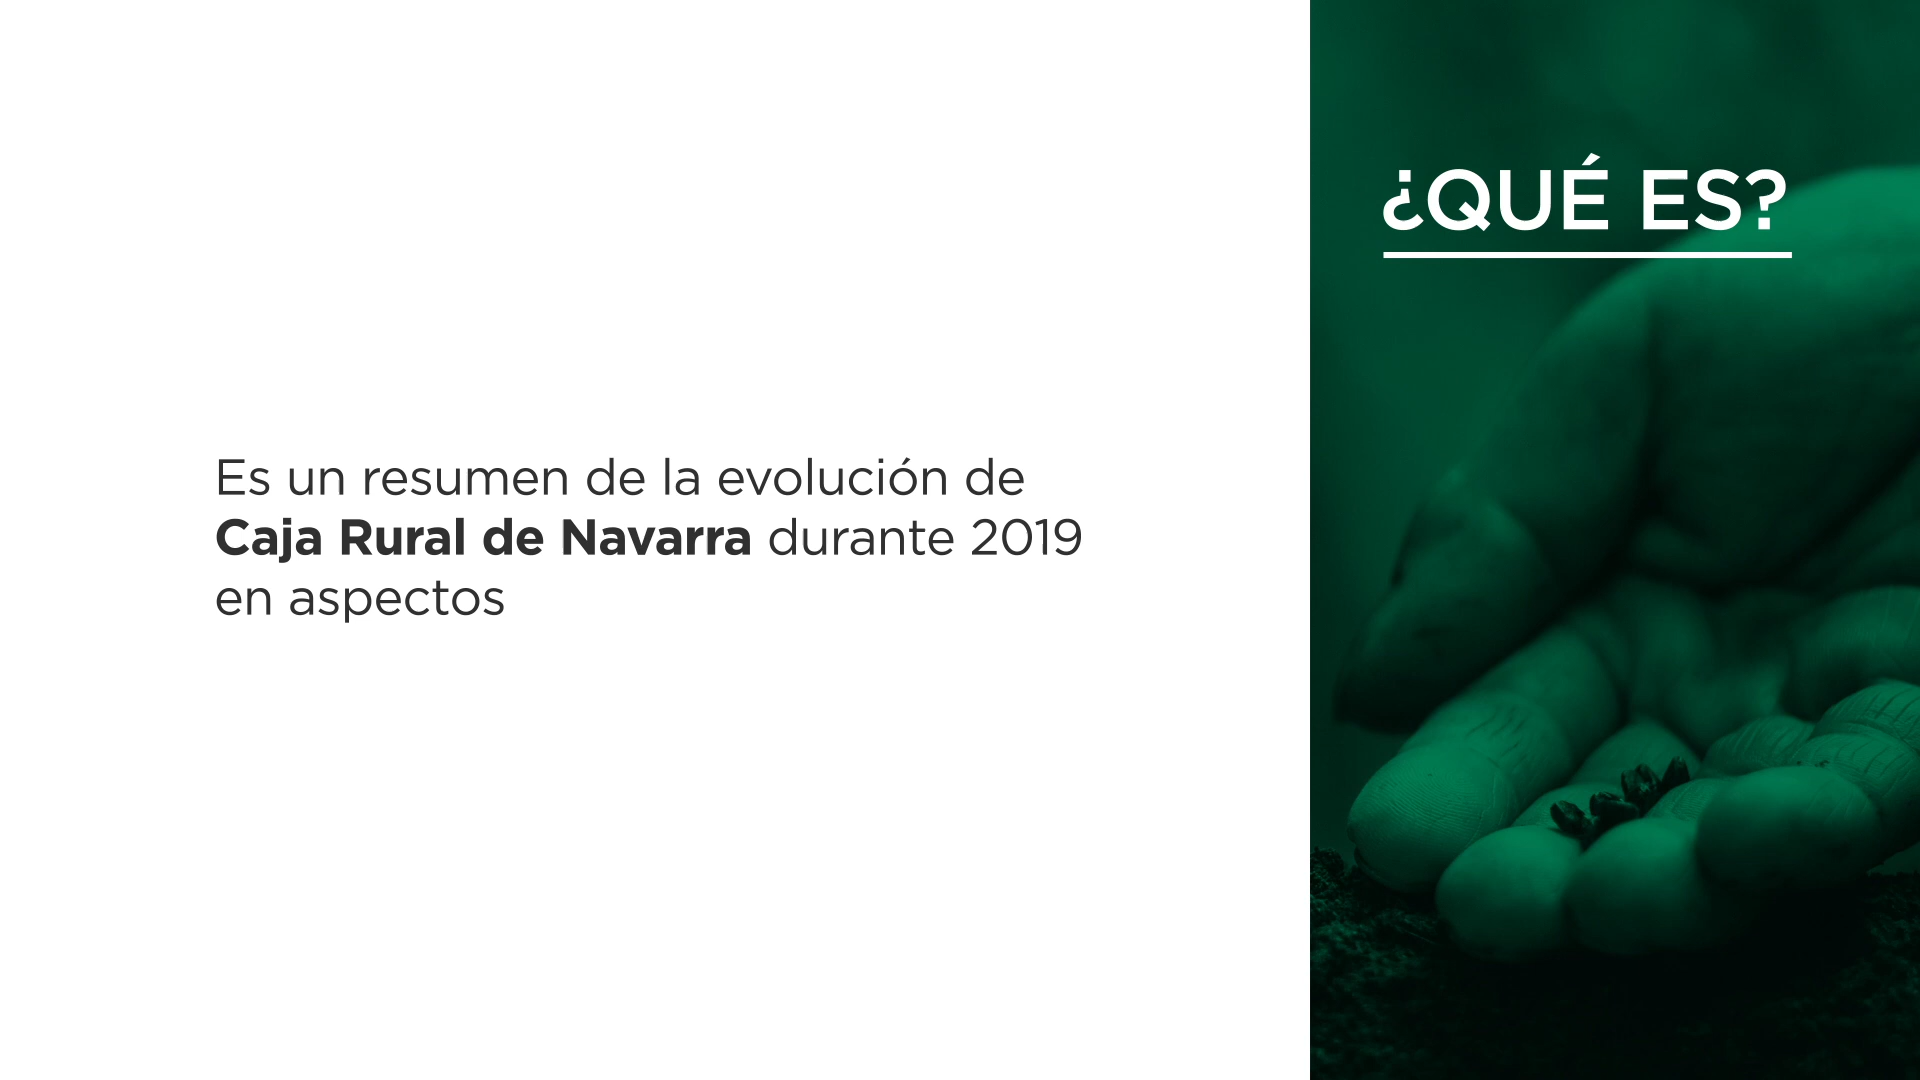 ¿QUÉ ES?
Es un resumen de la evolución de
Caja Rural de Navarra durante 2019
en aspectos